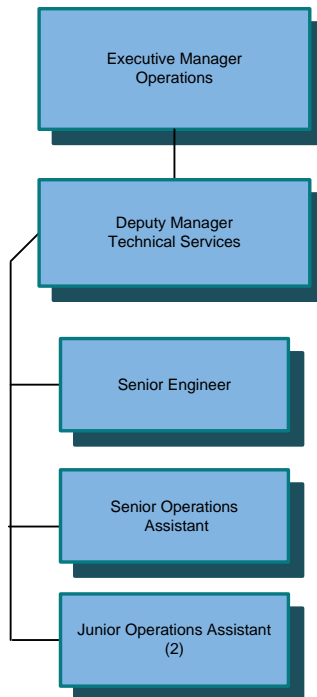 Executive Manager
Operations
Deputy Manager
Technical Services
Senior Engineer
Senior Operations
Assistant
Junior Operations Assistant
(2)